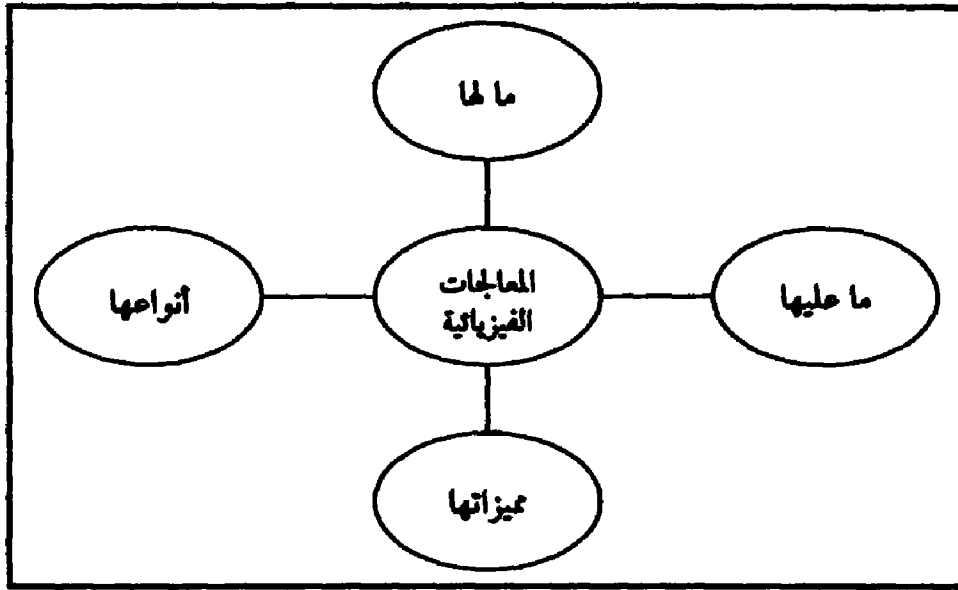 ما لها
ما عليها
المعالجات
الفيزيائية
أنواعها
مميزاتها